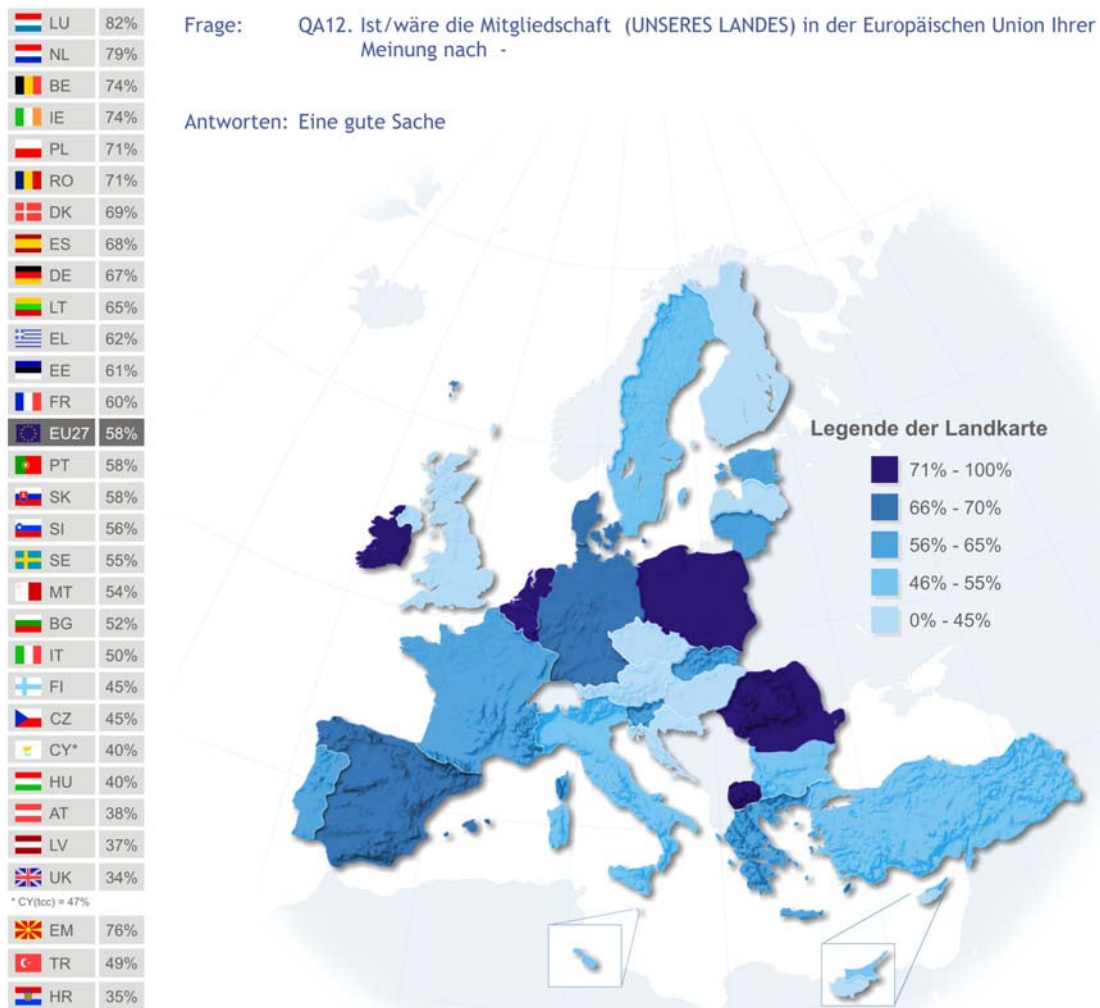 Frage: QA12. Ist/wäre die Mitgliedschaft (UNSERES LANDES) in der Europäischen Union Ihrer
Meinung nach -
Antworten: Eine gute Sache
LU 82%
NL 79%
BE 74%
IE 74%
PL 71%
RO 71%
DK 69%
ES 68%
DE 67%
LT 65%
EL 62%
EE 61%
FR 60%
EU27 58%
PT 58%
SK 58%
SI 56%
SE 55%
MT 54%
BG 52%
IT 50%
FI 45%
CZ 45%
CY* 40%
HU 40%
AT 38%
LV 37%
UK 34%
* CY(tcc) = 47%
EM 76%
TR 49%
HR 35%
Legende der Landkarte
71% - 100%
66% - 70%
56% - 65%
46% - 55%
0% - 45%